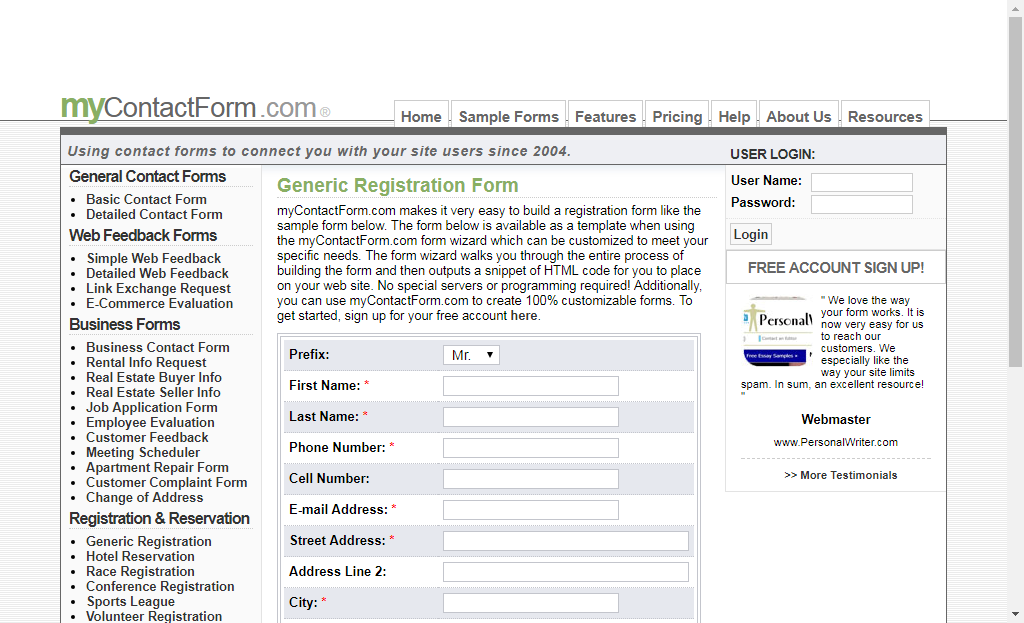 myContactForm.com ®
Home
Sample Forms
Features
Pricing
Help
About Us
Resources
Using contact forms to connect you with your site users since 2004.
USER LOGIN:
General Contact Forms
Basic Contact Form
Detailed Contact Form
Web Feedback Forms
Simple Web Feedback
Detailed Web Feedback
Link Exchange Request
E-Commerce Evaluation
Business Forms
Business Contact Form
Rental Info Request
Real Estate Buyer Info
Real Estate Seller Info
Job Application Form
Employee Evaluation
Customer Feedback
Meeting Scheduler
Apartment Repair Form
Customer Complaint Form
Change of Address
Registration & Reservation
Generic Registration
Hotel Reservation
Race Registration
Conference Registration
Sports League
Volunteer Registration
Generic Registration Form
myContactForm.com makes it very easy to build a registration form like the
sample form below. The form below is available as a template when using
the myContactForm.com form wizard which can be customized to meet your
specific needs. The form wizard walks you through the entire process of
building the form and then outputs a snippet of HTML code for you to place
on your web site. No special servers or programming required! Additionally,
you can use myContactForm.com to create 100% customizable forms. To
get started, sign up for your free account here.
Prefix: Mr.
First Name: *
Last Name: *
Phone Number: *
Cell Number:
E-mail Address: *
Street Address: *
Address Line 2:
City: *
User Name:
Password:
Login
FREE ACCOUNT SIGN UP!
Personal
Contact an Editor
Free Essay Samples
" We love the way
your form works. It is
now very easy for us
to reach our
customers. We
especially like the
way your site limits
spam. In sum, an excellent resource!
"
Webmaster
www.PersonalWriter.com
>> More Testimonials